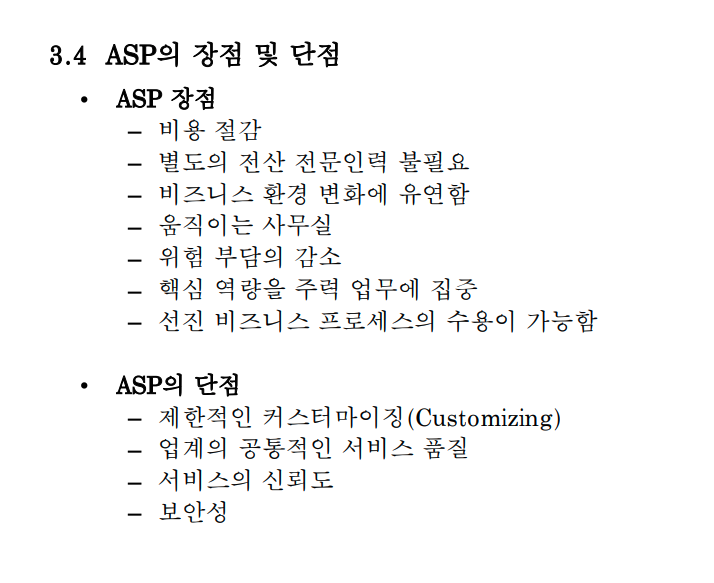 3.4 ASP의 장점 및 단점
• ASP 장점
– 비용 절감
– 별도의 전산 전문인력 불필요
– 비즈니스 환경 변화에 유연함
– 움직이는 사무실
– 위험 부담의 감소
– 핵심 역량을 주력 업무에 집중
– 선진 비즈니스 프로세스의 수용이 가능함
• ASP의 단점
– 제한적인 커스터마이징(Customizing)
– 업계의 공통적인 서비스 품질
– 서비스의 신뢰도
– 보안성